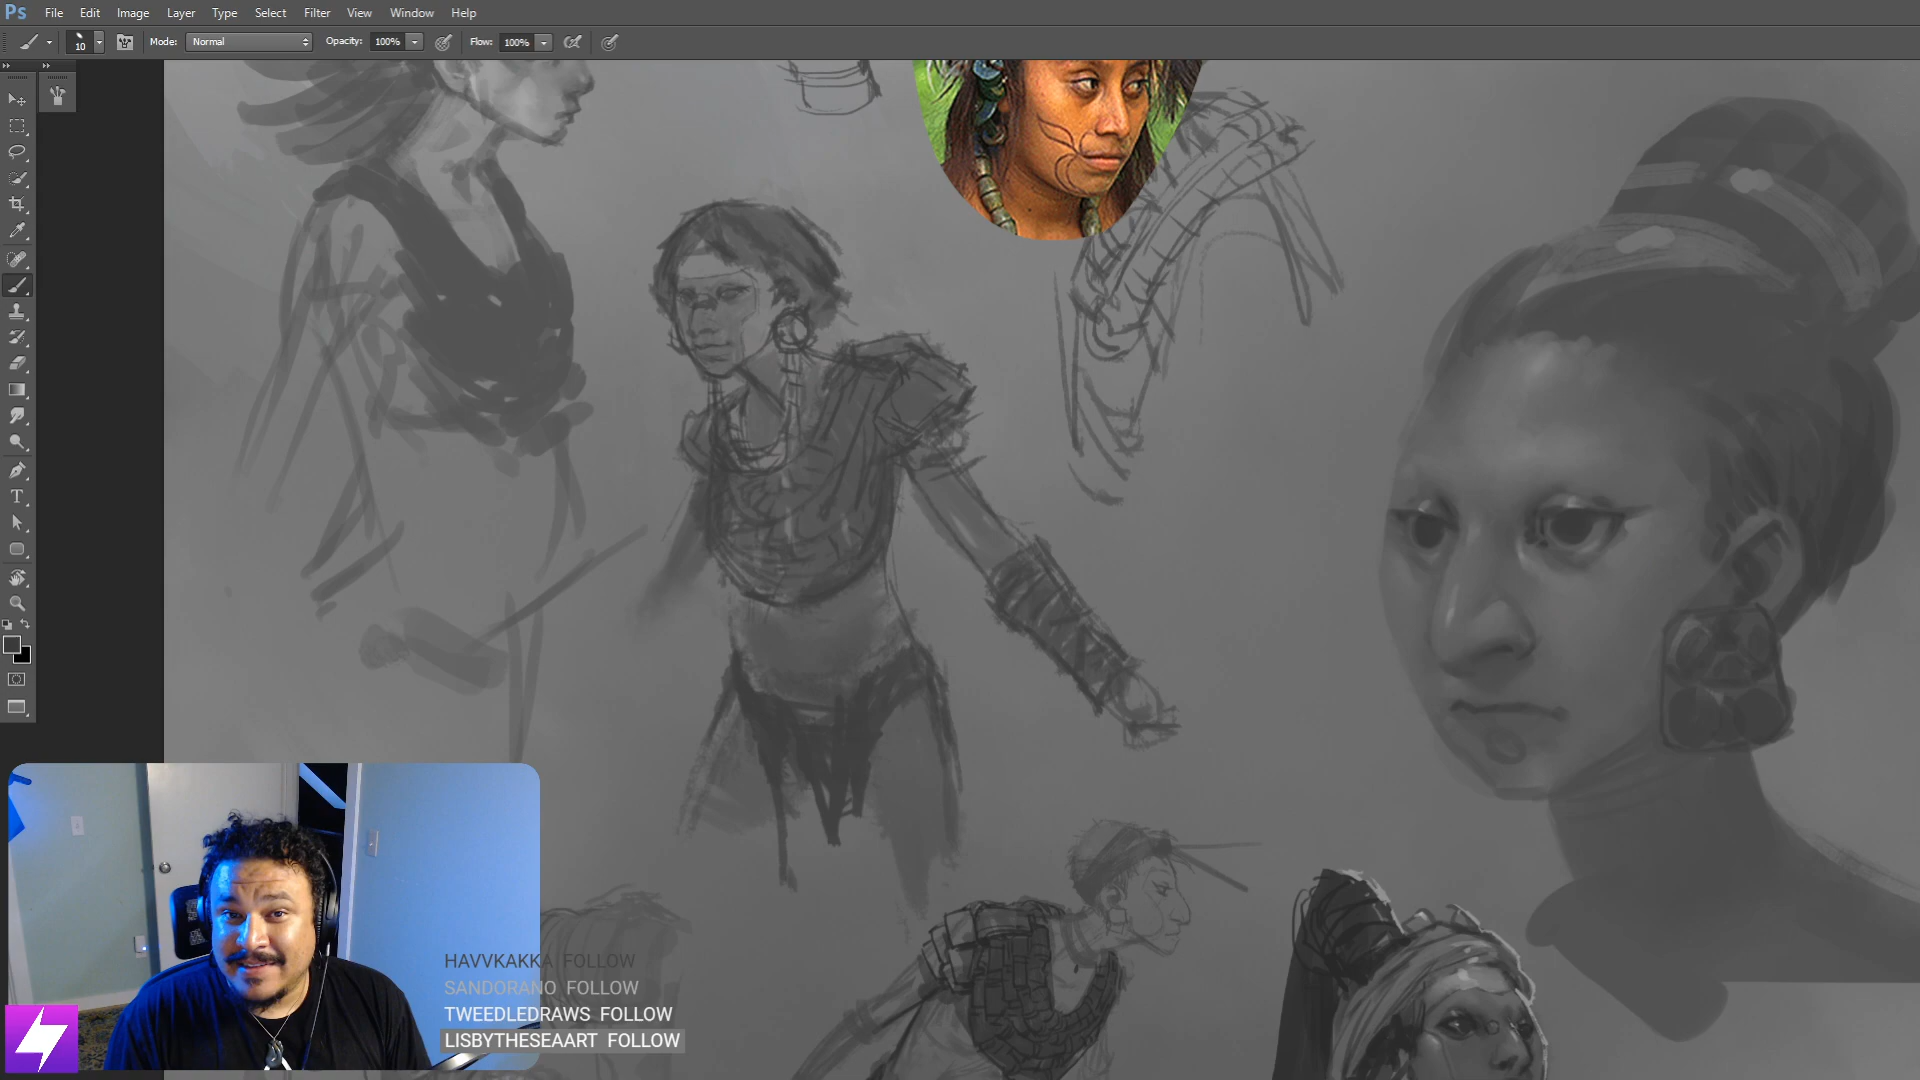 Ps File Edit Image Layer Type Select Filter View Window Help
10 Mode: Normal Opacity: 100% Flow: 100%
T
HAVVKAKKA FOLLOW
SANDORANO FOLLOW
TWEEDLEDRAWS FOLLOW
LISBYTHESEAART FOLLOW